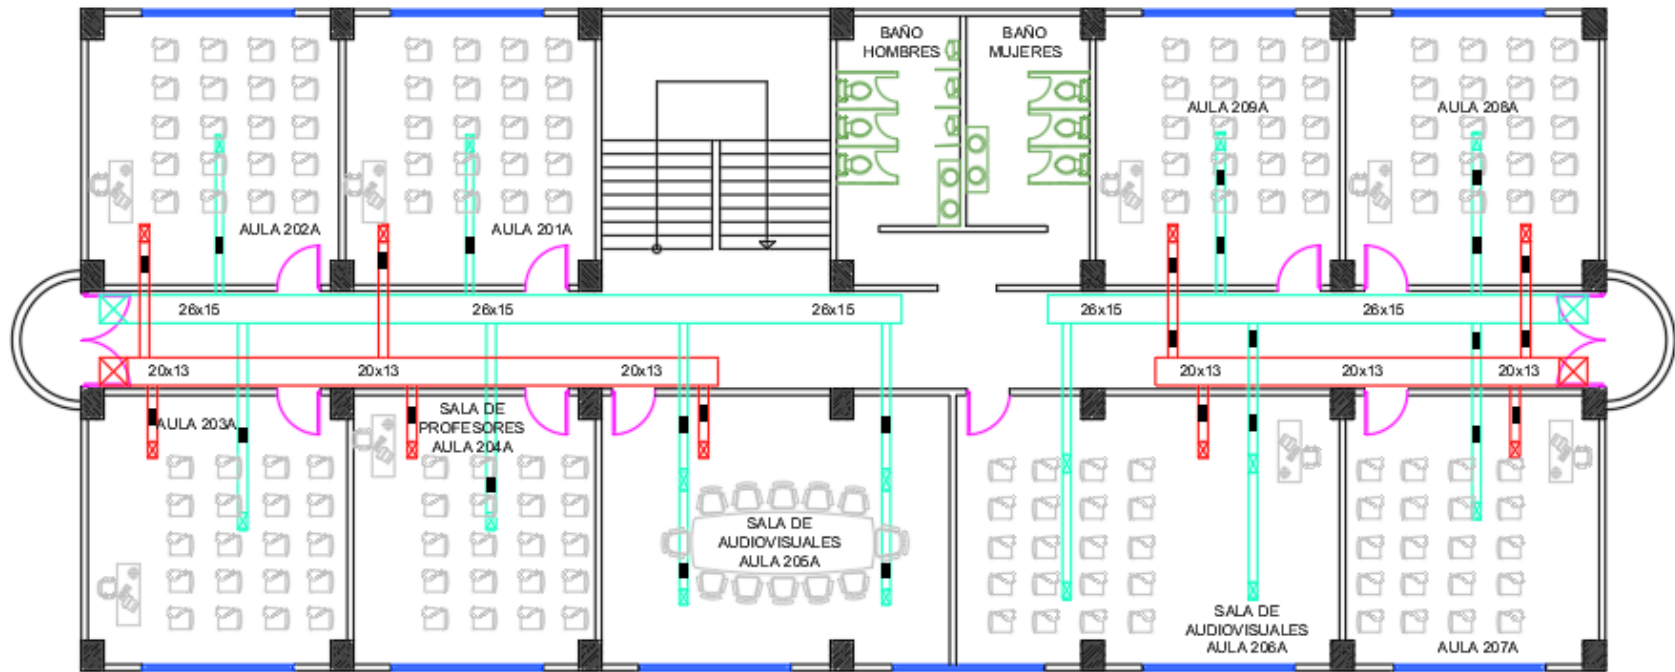 BAÑO
HOMBRES
BAÑO
MUJERES
AULA 209A
AULA 208A
AULA 202A
AULA 201A
26x15
26x15
26x15
26x15
26x15
20x13
20x13
20x13
20x13
20x13
20x13
AULA 203A
SALA DE
PROFESORES
AULA 204A
SALA DE
AUDIOVISUALES
AULA 205A
SALA DE
AUDIOVISUALES
AULA 206A
AULA 207A